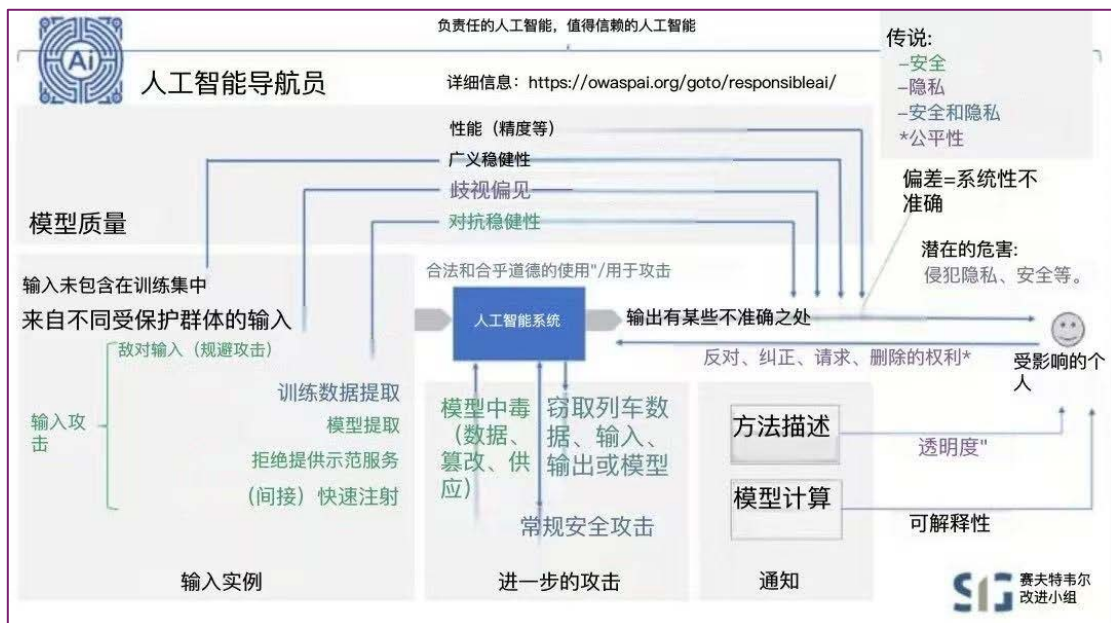 负责任的人工智能，值得信赖的人工智能
Ai
人工智能导航员
详细信息：https://owaspai.org/goto/responsibleai/
传说:
–安全
–隐私
–安全和隐私
*公平性
性能（精度等）
广义稳健性
歧视偏见
对抗稳健性
模型质量
偏差=系统性不
准确
潜在的危害:
侵犯隐私、安全等。
输入未包含在训练集中
来自不同受保护群体的输入
敌对输入（规避攻击）
合法和合乎道德的使用"/用于攻击
人工智能系统
输出有某些不准确之处
反对、纠正、请求、删除的权利*
受影响的个
人
输入攻
击
训练数据提取
模型提取
拒绝提供示范服务
（间接）快速注射
输入实例
模型中毒
（数据、
篡改、供
应）
窃取列车数
据、输入、
输出或模型
常规安全攻击
进一步的攻击
方法描述
模型计算
通知
透明度"
可解释性
SIG
赛夫特韦尔
改进小组